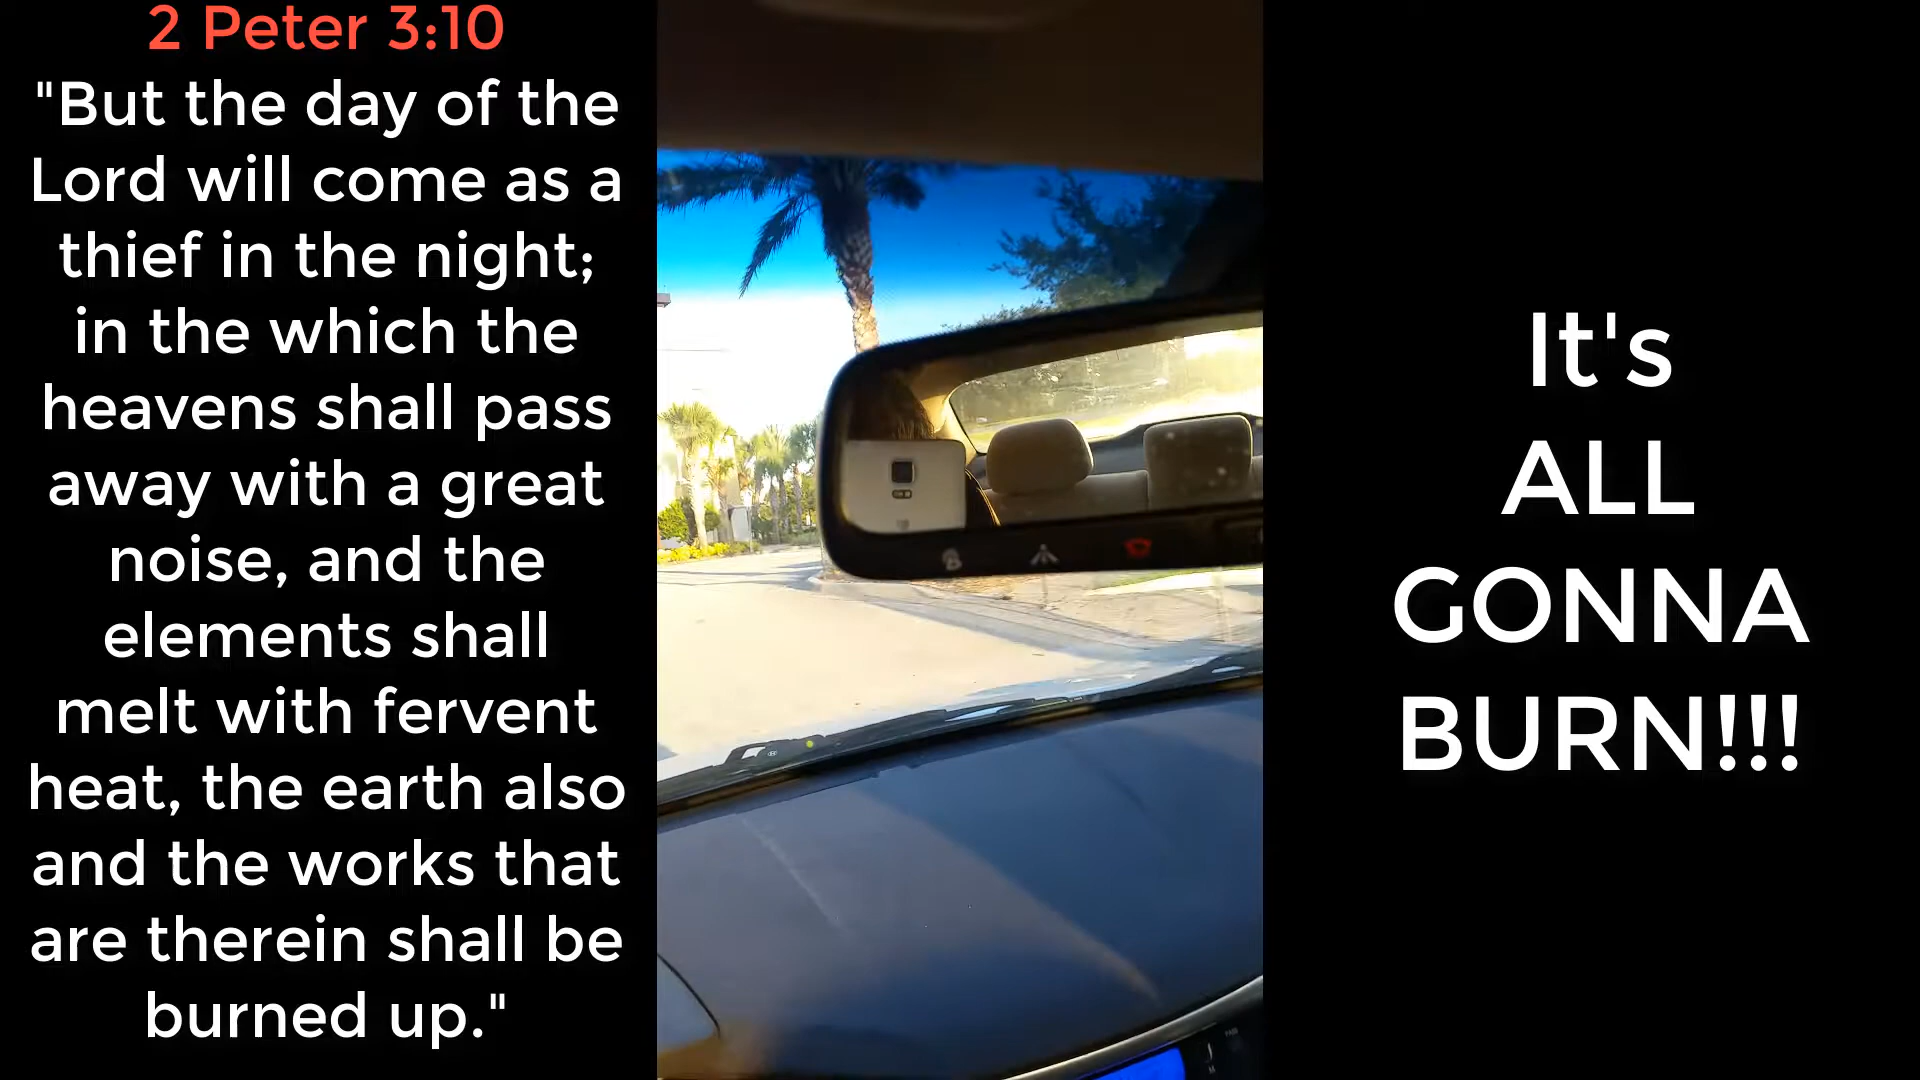 2 Peter 3:10
"But the day of the
Lord will come as a
thief in the night;
in the which the
heavens shall pass
away with a great
noise, and the
elements shall
melt with fervent
heat, the earth also
and the works that
are therein shall be
burned up."
It's
ALL
GONNA
BURN!!!